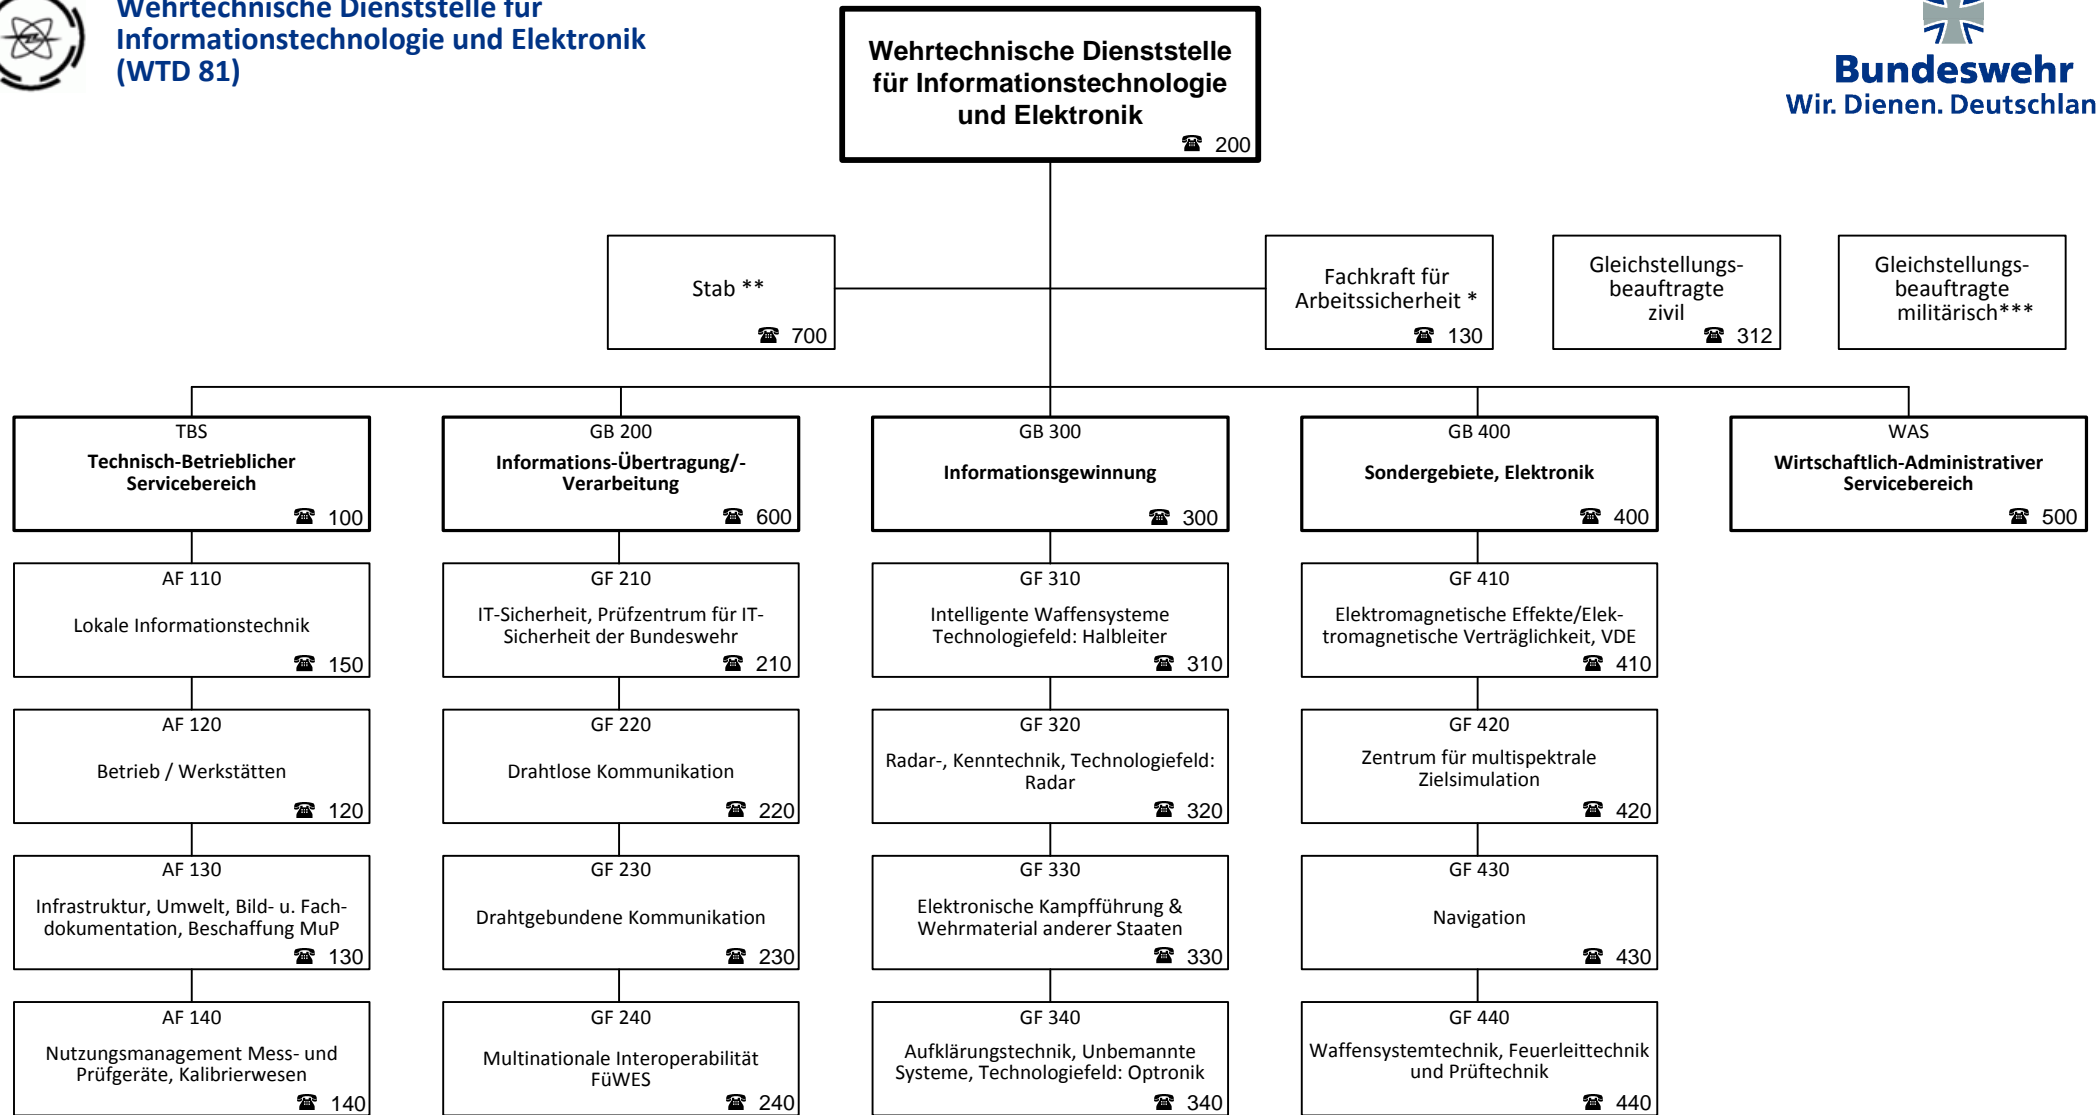 Wehrtechnische Dienststelle für
Informationstechnologie und Elektronik
(WTD 81)
Wehrtechnische Dienststelle
für Informationstechnologie
und Elektronik
☎ 200
Bundeswehr
Wir. Dienen. Deutschlan
Stab **
☎ 700
Fachkraft für
Arbeitssicherheit *
☎ 130
Gleichstellungs-
beauftragte
zivil
☎ 312
Gleichstellungs-
beauftragte
militärisch***
TBS
Technisch-Betrieblicher
Servicebereich
☎ 100
GB 200
Informations-Übertragung/-
Verarbeitung
☎ 600
GB 300
Informationsgewinnung
☎ 300
GB 400
Sondergebiete, Elektronik
☎ 400
WAS
Wirtschaftlich-Administrativer
Servicebereich
☎ 500
AF 110
Lokale Informationstechnik
☎ 150
GF 210
IT-Sicherheit, Prüfzentrum für IT-
Sicherheit der Bundeswehr
☎ 210
GF 310
Intelligente Waffensysteme
Technologiefeld: Halbleiter
☎ 310
GF 410
Elektromagnetische Effekte/Elek-
tromagnetische Verträglichkeit, VDE
☎ 410
AF 120
Betrieb / Werkstätten
☎ 120
GF 220
Drahtlose Kommunikation
☎ 220
GF 320
Radar-, Kenntechnik, Technologiefeld:
Radar
☎ 320
GF 420
Zentrum für multispektrale
Zielsimulation
☎ 420
AF 130
Infrastruktur, Umwelt, Bild- u. Fach-
dokumentation, Beschaffung MuP
☎ 130
GF 230
Drahtgebundene Kommunikation
☎ 230
GF 330
Elektronische Kampfführung &
Wehrmaterial anderer Staaten
☎ 330
GF 430
Navigation
☎ 430
AF 140
Nutzungsmanagement Mess- und
Prüfgeräte, Kalibrierwesen
☎ 140
GF 240
Multinationale Interoperabilität
FüWES
☎ 240
GF 340
Aufklärungstechnik, Unbemannte
Systeme, Technologiefeld: Optronik
☎ 340
GF 440
Waffensystemtechnik, Feuerleittechnik
und Prüftechnik
☎ 440